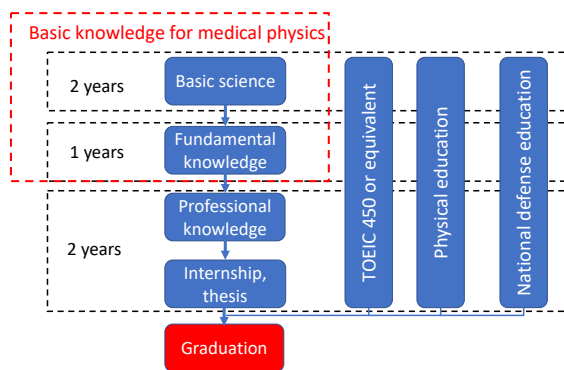 Basic knowledge for medical physics
2 years
Basic science
1 years
Fundamental
knowledge
2 years
Professional
knowledge
Internship,
thesis
Graduation
TOEIC 450 or equivalent
Physical education
National defense education